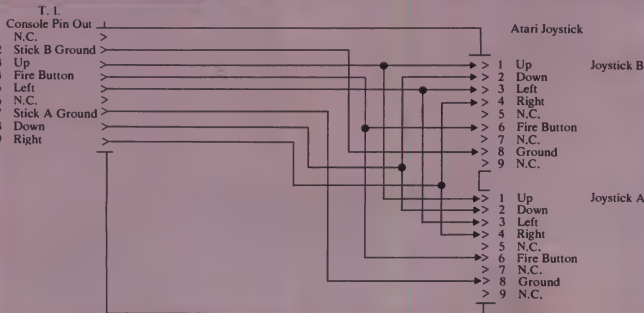 T. I.
Console Pin Out
N.C.
2 Stick B Ground
Up
Fire Button
Left
N.C.
Stick A Ground
Down
Right
Atari Joystick
1 Up
2 Down
3 Left
4 Right
5 N.C.
6 Fire Button
7 N.C.
8 Ground
9 N.C.
Joystick B
1 Up
2 Down
3 Left
4 Right
5 N.C.
6 Fire Button
7 N.C.
8 Ground
9 N.C.
Joystick A